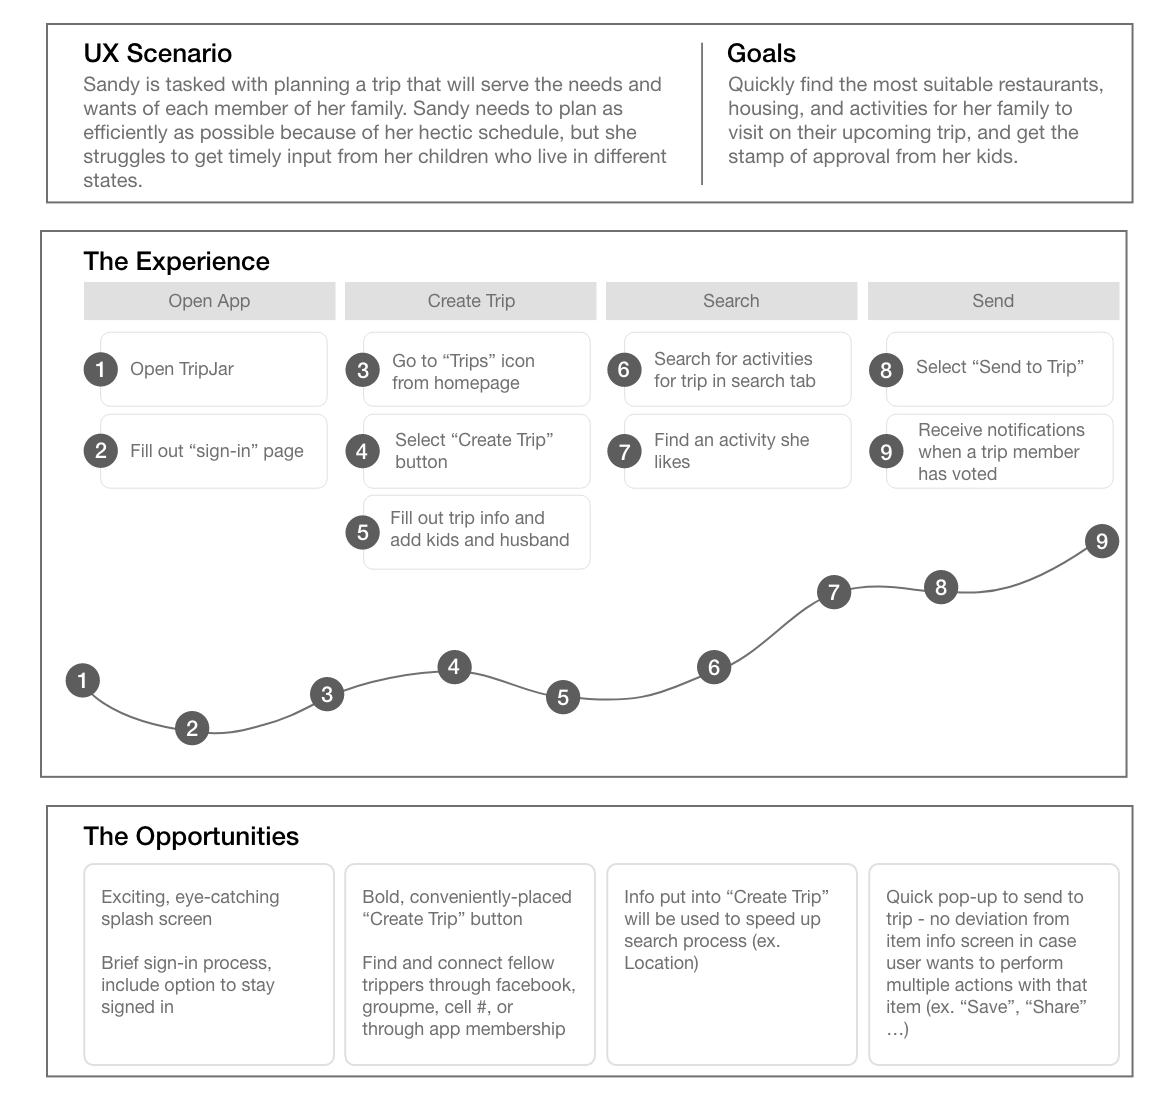 UX Scenario
Sandy is tasked with planning a trip that will serve the needs and
wants of each member of her family. Sandy needs to plan as
efficiently as possible because of her hectic schedule, but she
struggles to get timely input from her children who live in different
states.
Goals
Quickly find the most suitable restaurants,
housing, and activities for her family to
visit on their upcoming trip, and get the
stamp of approval from her kids.
The Experience
Open App
1
Open TripJar
2
Fill out “sign-in” page
Create Trip
3
Go to “Trips” icon
from homepage
4
Select “Create Trip”
button
5
Fill out trip info and
add kids and husband
Search
6
Search for activities
for trip in search tab
7
Find an activity she
likes
Send
8
Select “Send to Trip”
9
Receive notifications
when a trip member
has voted
1
2
3
4
5
6
7
8
9
The Opportunities
Exciting, eye-catching
splash screen
Brief sign-in process,
include option to stay
signed in
Bold, conveniently-placed
“Create Trip” button
Find and connect fellow
trippers through facebook,
groupme, cell #, or
through app membership
Info put into “Create Trip”
will be used to speed up
search process (ex.
Location)
Quick pop-up to send to
trip - no deviation from
item info screen in case
user wants to perform
multiple actions with that
item (ex. “Save”, “Share”
…)